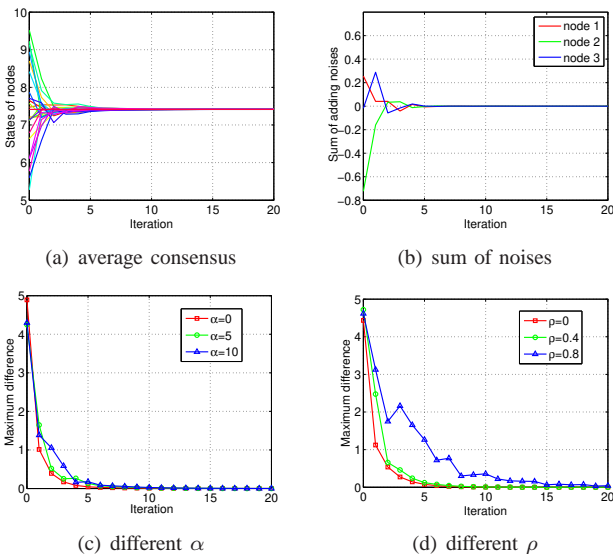 10
9
8
7
6
5
0
5
10
15
20
States of nodes
Iteration
(a) average consensus
0.6
0.4
0.2
0
−0.2
−0.4
−0.6
−0.8
0
5
10
15
20
Sum of adding noises
Iteration
node 1
node 2
node 3
(b) sum of noises
5
4
3
2
1
0
0
5
10
15
20
Maximum difference
Iteration
α=0
α=5
α=10
(c) different α
5
4
3
2
1
0
0
5
10
15
20
Maximum difference
Iteration
ρ=0
ρ=0.4
ρ=0.8
(d) different ρ